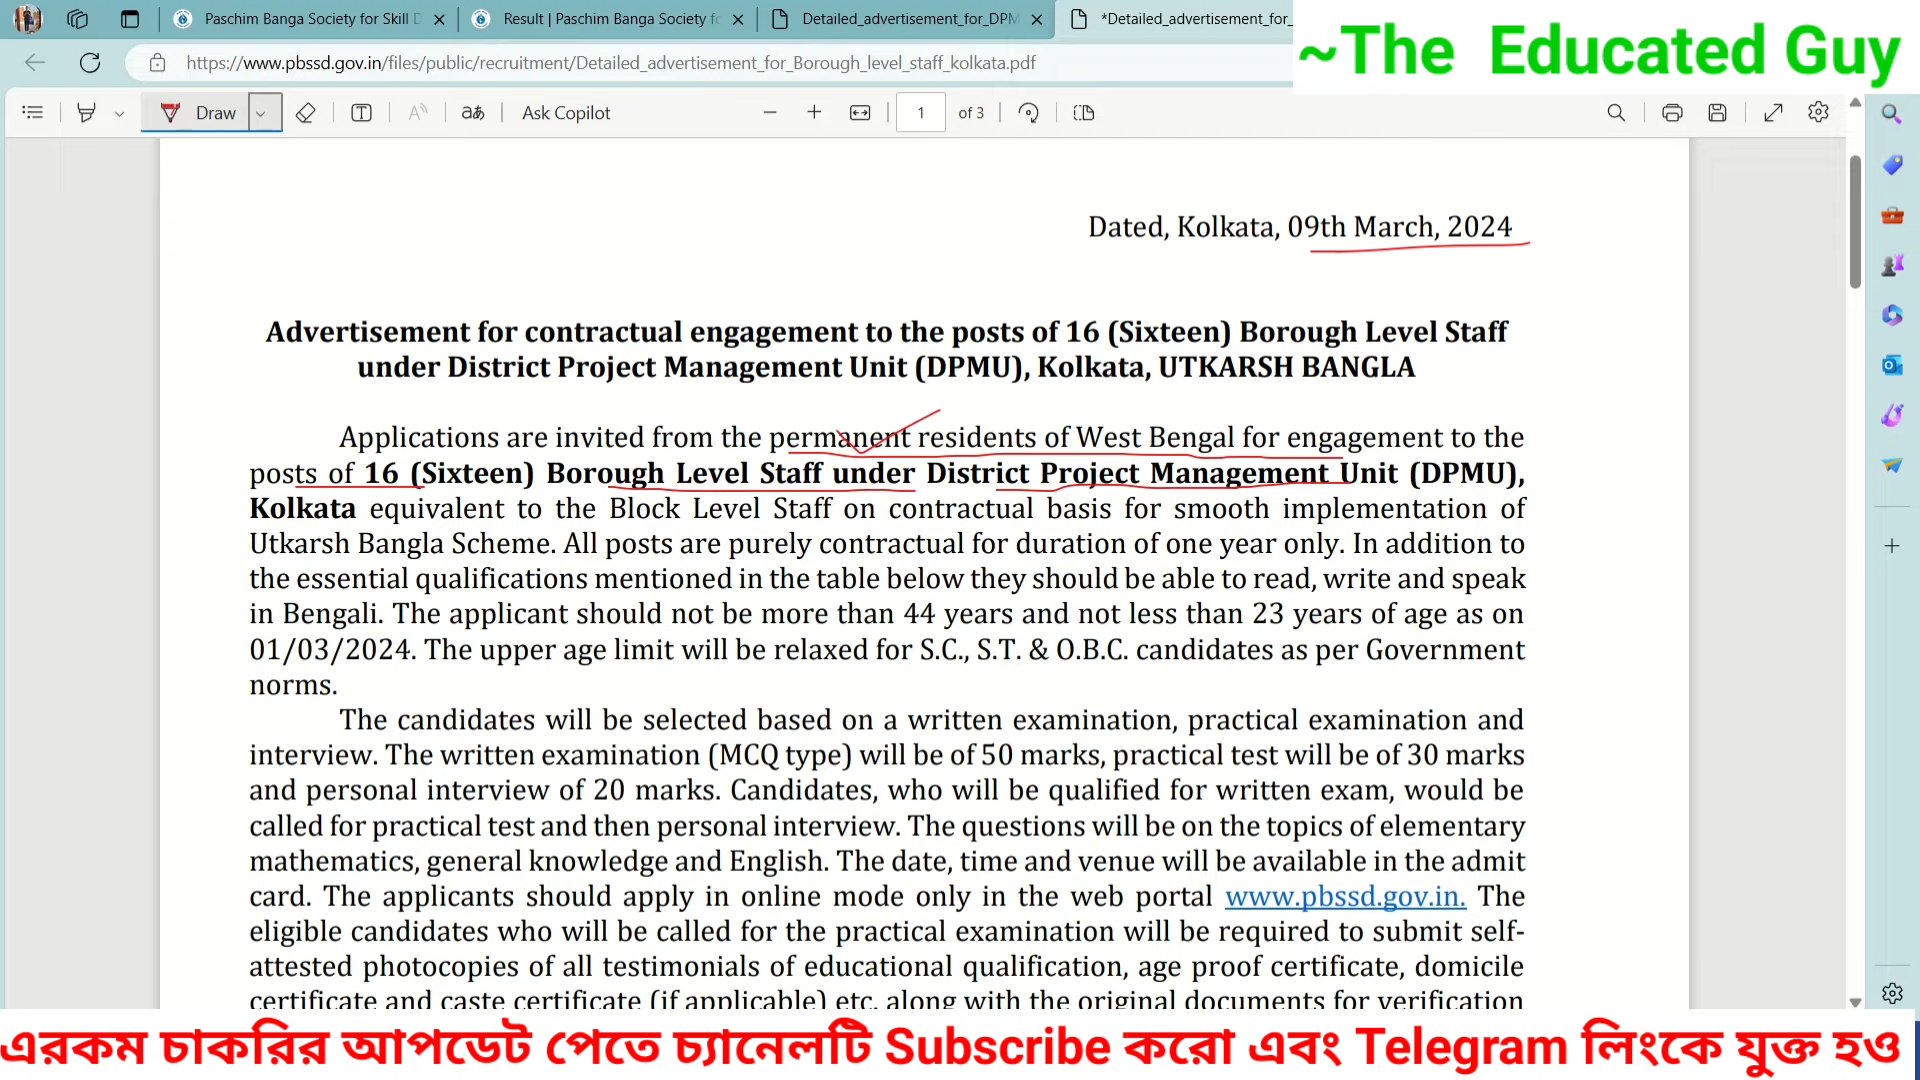 Paschim Banga Society for Skill D
Result | Paschim Banga Society fo
Detailed_advertisement_for_DPM
*Detailed_advertisement_for_
~The Educated Guy
https://www.pbssd.gov.in/files/public/recruitment/Detailed_advertisement_for_Borough_level_staff_kolkata.pdf
Draw
T
A
aあ
Ask Copilot
1
of 3
Dated, Kolkata, 09th March, 2024
Advertisement for contractual engagement to the posts of 16 (Sixteen) Borough Level Staff
under District Project Management Unit (DPMU), Kolkata, UTKARSH BANGLA
Applications are invited from the permanent residents of West Bengal for engagement to the
posts of 16 (Sixteen) Borough Level Staff under District Project Management Unit (DPMU),
Kolkata equivalent to the Block Level Staff on contractual basis for smooth implementation of
Utkarsh Bangla Scheme. All posts are purely contractual for duration of one year only. In addition to
the essential qualifications mentioned in the table below they should be able to read, write and speak
in Bengali. The applicant should not be more than 44 years and not less than 23 years of age as on
01/03/2024. The upper age limit will be relaxed for S.C., S.T. & O.B.C. candidates as per Government
norms.
The candidates will be selected based on a written examination, practical examination and
interview. The written examination (MCQ type) will be of 50 marks, practical test will be of 30 marks
and personal interview of 20 marks. Candidates, who will be qualified for written exam, would be
called for practical test and then personal interview. The questions will be on the topics of elementary
mathematics, general knowledge and English. The date, time and venue will be available in the admit
card. The applicants should apply in online mode only in the web portal www.pbssd.gov.in. The
eligible candidates who will be called for the practical examination will be required to submit self-
attested photocopies of all testimonials of educational qualification, age proof certificate, domicile
certificate and caste certificate (if applicable) etc. along with the original documents for verification
এরকম চাকরির আপডেট পেতে চ্যানেলটি Subscribe করো এবং Telegram লিংকে যুক্ত হও